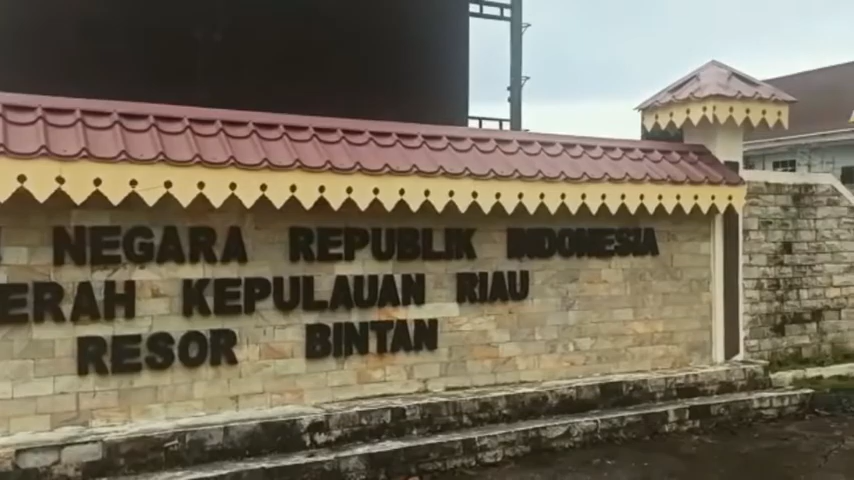 NEGARA REPUBLIK INDONESIA
ERAH KEPULAUAN RIAU
RESOR BINTAN